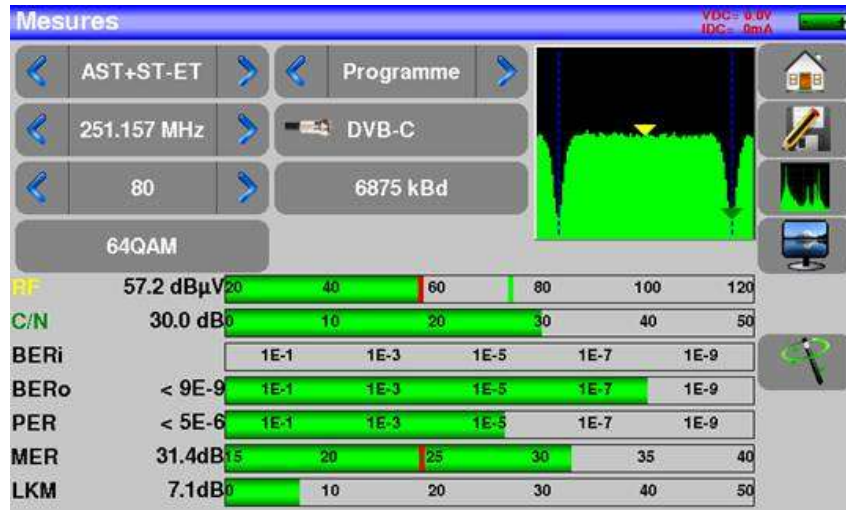 Mesures
VDC= 0.0V
IDC= 0mA
AST+ST-ET Programme
251.157 MHz DVB-C
80 6875 kBd
64QAM
RF 57.2 dBµV 20 40 60 80 100 120
C/N 30.0 dB 0 10 20 30 40 50
BERi 1E-1 1E-3 1E-5 1E-7 1E-9
BERo < 9E-9 1E-1 1E-3 1E-5 1E-7 1E-9
PER < 5E-6 1E-1 1E-3 1E-5 1E-7 1E-9
MER 31.4dB 15 20 25 30 35 40
LKM 7.1dB 0 10 20 30 40 50